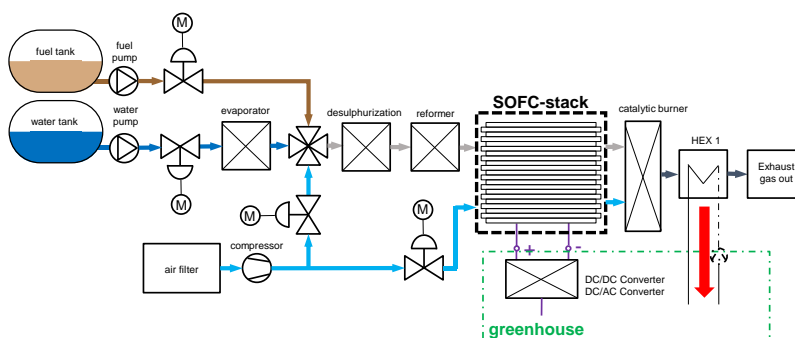 M
fuel
pump
fuel tank
water
pump
evaporator
desulphurization
reformer
SOFC-stack
catalytic burner
HEX 1
water tank
Exhaust
gas out
M
M
M
compressor
air filter
+
-
DC/DC Converter
DC/AC Converter
greenhouse